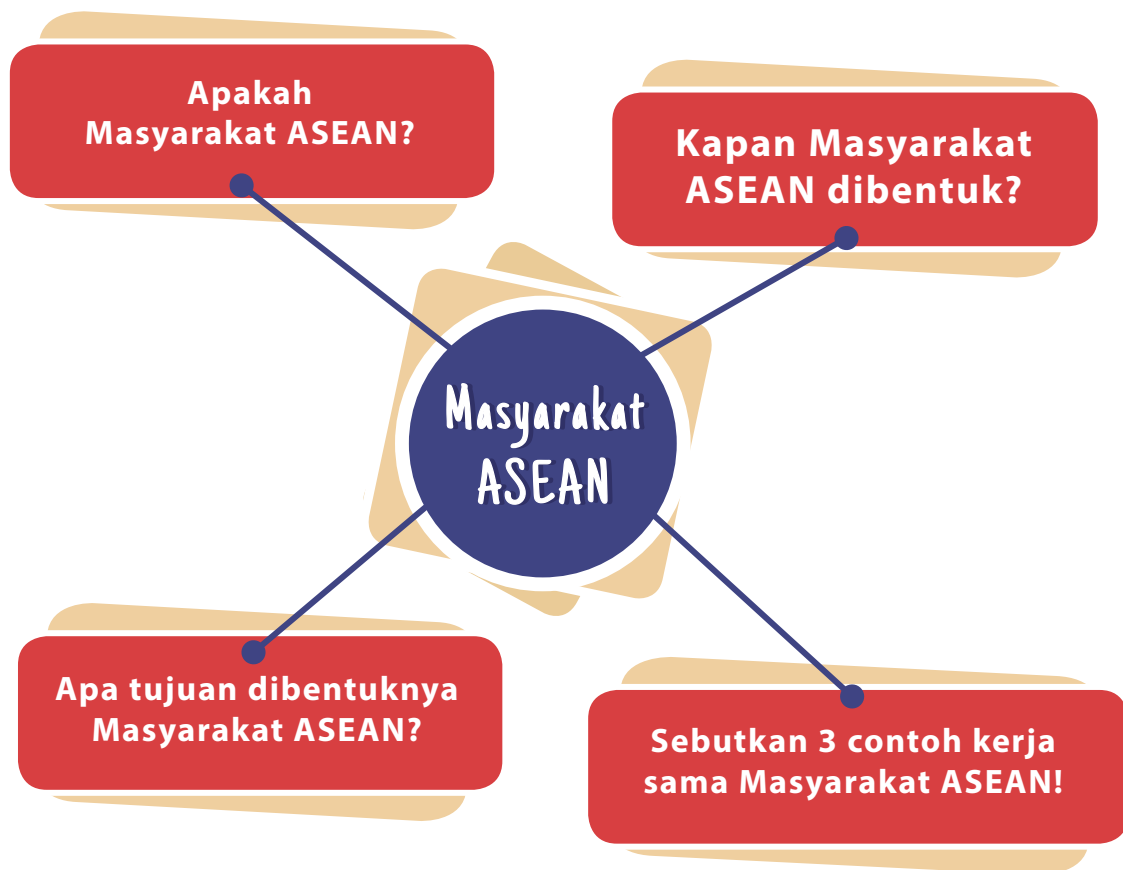 Apakah
Masyarakat ASEAN?
Kapan Masyarakat
ASEAN dibentuk?
Masyarakat
ASEAN
Apa tujuan dibentuknya
Masyarakat ASEAN?
Sebutkan 3 contoh kerja
sama Masyarakat ASEAN!